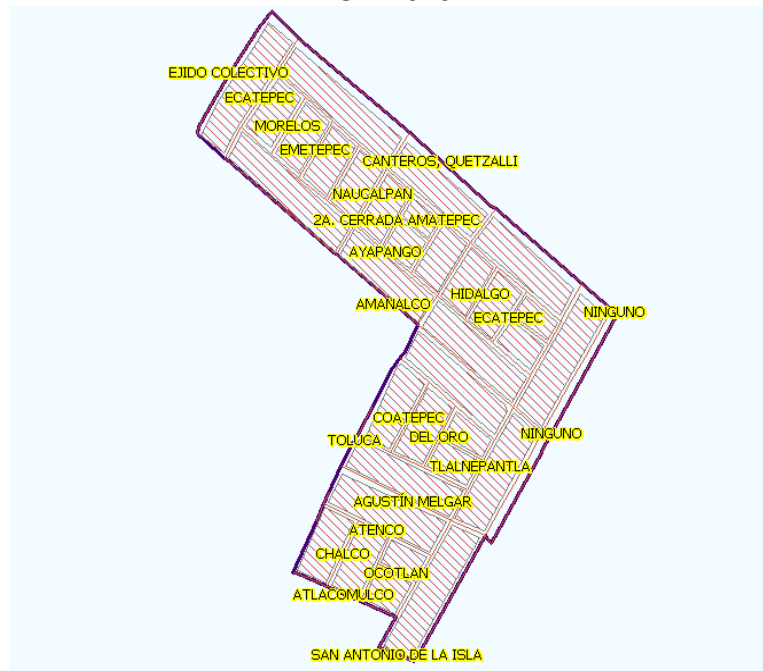 EJIDO COLECTIVO
ECATEPEC
MORELOS
EMETEPEC
CANTEROS, QUETZALLI
NAUCALPAN
2A. CERRADA AMATEPEC
AYAPANGO
HIDALGO
AMANALCO
ECATEPEC
NINGUNO
COATEPEC
DEL ORO
NINGUNO
TOLUCA
TLALNEPANTLA
AGUSTÍN MELGAR
ATENCO
CHALCO
OCOTLAN
ATLACOMULCO
SAN ANTONIO DE LA ISLA